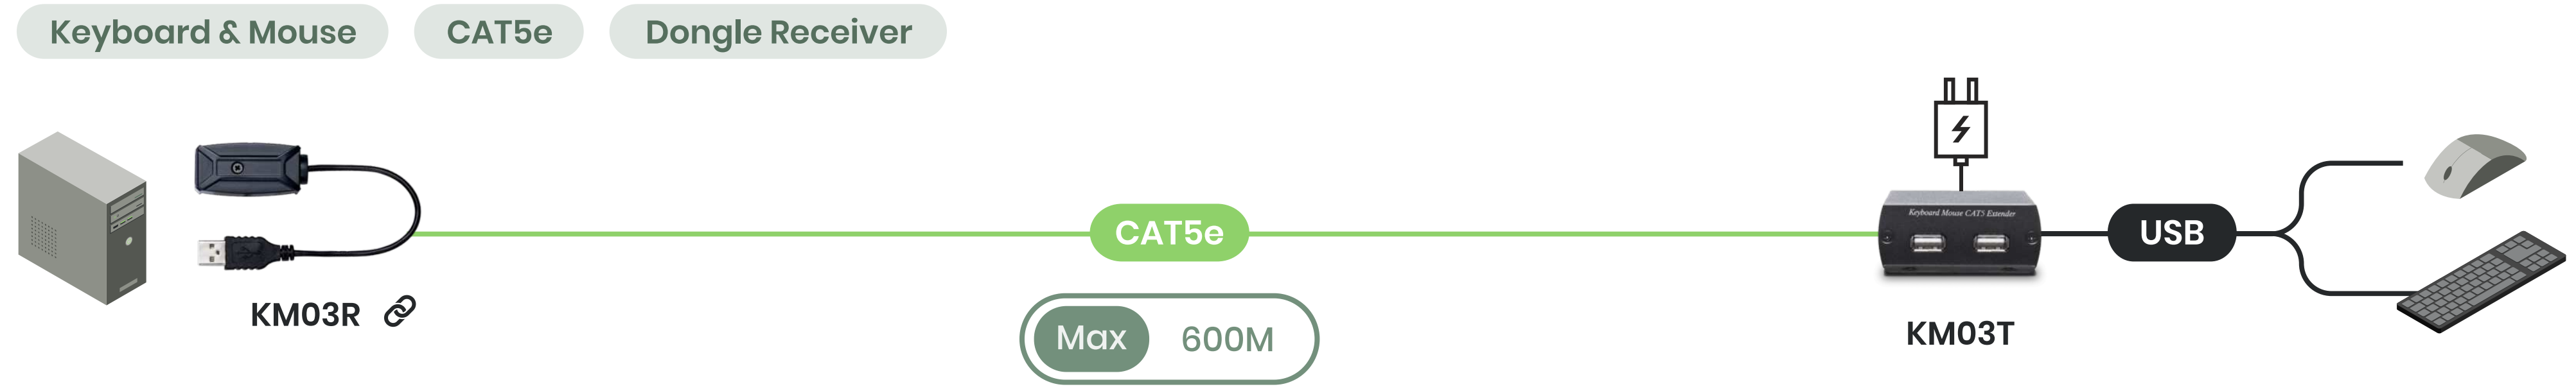 Keyboard & Mouse
CAT5e
Dongle Receiver
Keyboard Mouse CAT5 Extender
CAT5e
USB
KM03R
Max 600M
KM03T